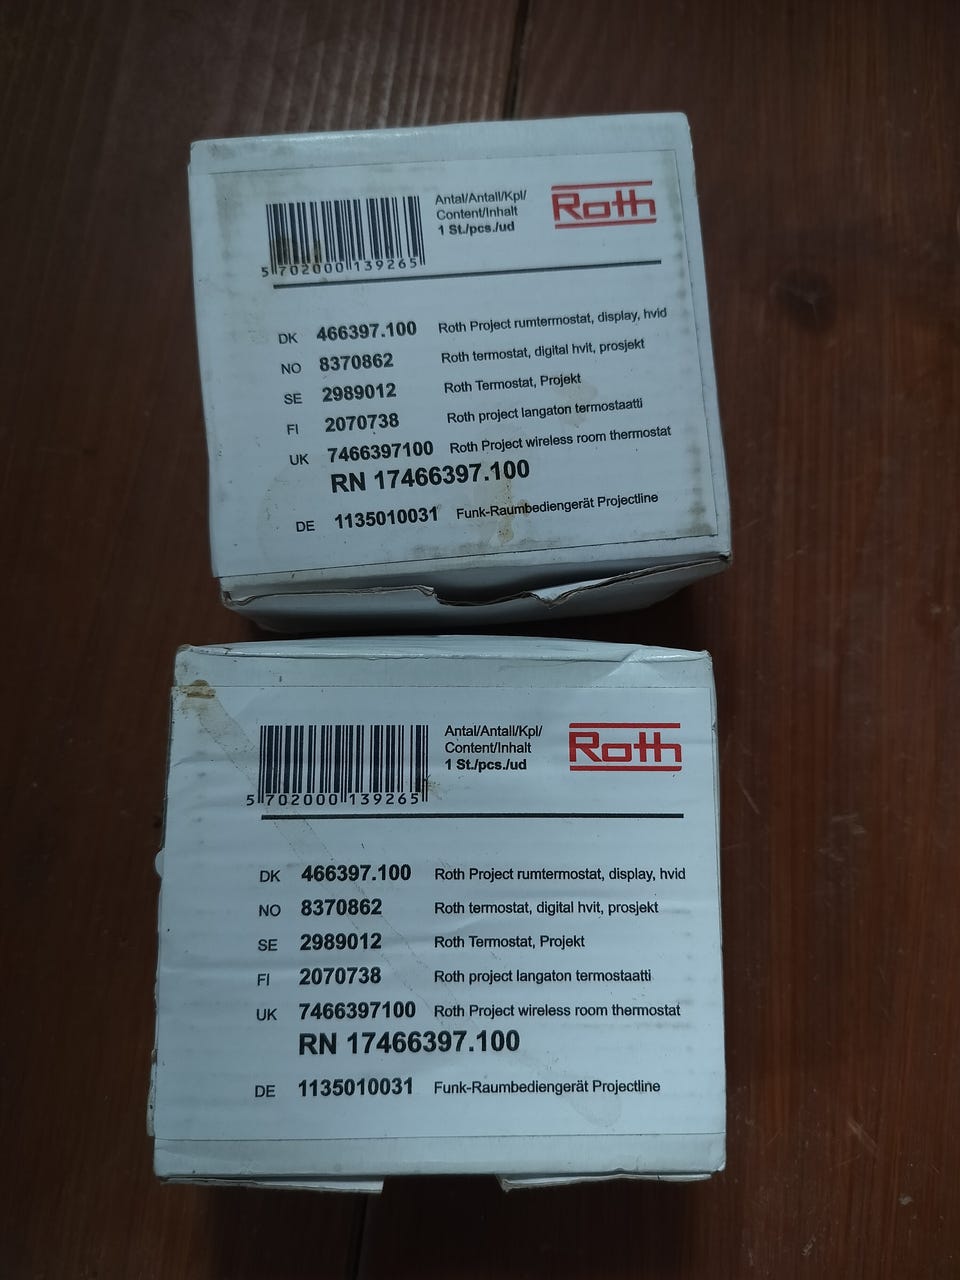 Antal/Antall/Kpl/
Content/Inhalt
1 St./pcs./ud
Roth
5 702000 139265
DK 466397.100 Roth Project rumtermostat, display, hvid
NO 8370862 Roth termostat, digital hvit, prosjekt
SE 2989012 Roth Termostat, Projekt
FI 2070738 Roth project langaton termostaatti
UK 7466397100 Roth Project wireless room thermostat
RN 17466397.100
DE 1135010031 Funk-Raumbediengerät Projectline
Antal/Antall/Kpl/
Content/Inhalt
1 St./pcs./ud
Roth
5 702000 139265
DK 466397.100 Roth Project rumtermostat, display, hvid
NO 8370862 Roth termostat, digital hvit, prosjekt
SE 2989012 Roth Termostat, Projekt
FI 2070738 Roth project langaton termostaatti
UK 7466397100 Roth Project wireless room thermostat
RN 17466397.100
DE 1135010031 Funk-Raumbediengerät Projectline